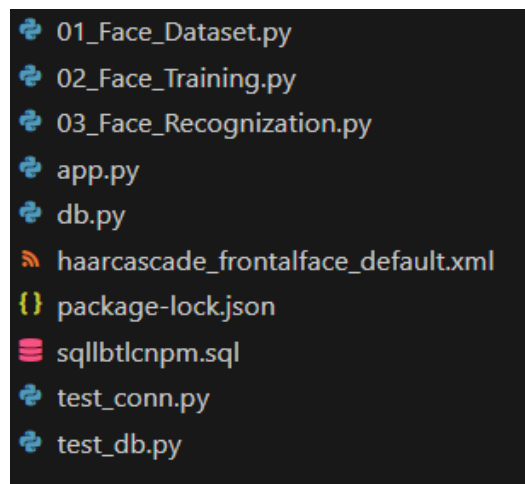 01_Face_Dataset.py
02_Face_Training.py
03_Face_Recognization.py
app.py
db.py
haarcascade_frontalface_default.xml
package-lock.json
sqllbtlcnpm.sql
test_conn.py
test_db.py